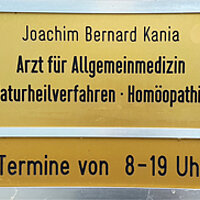 Joachim Bernard Kania
Arzt für Allgemeinmedizin
aturheilverfahren · Homöopathi
Termine von 8-19 Uh